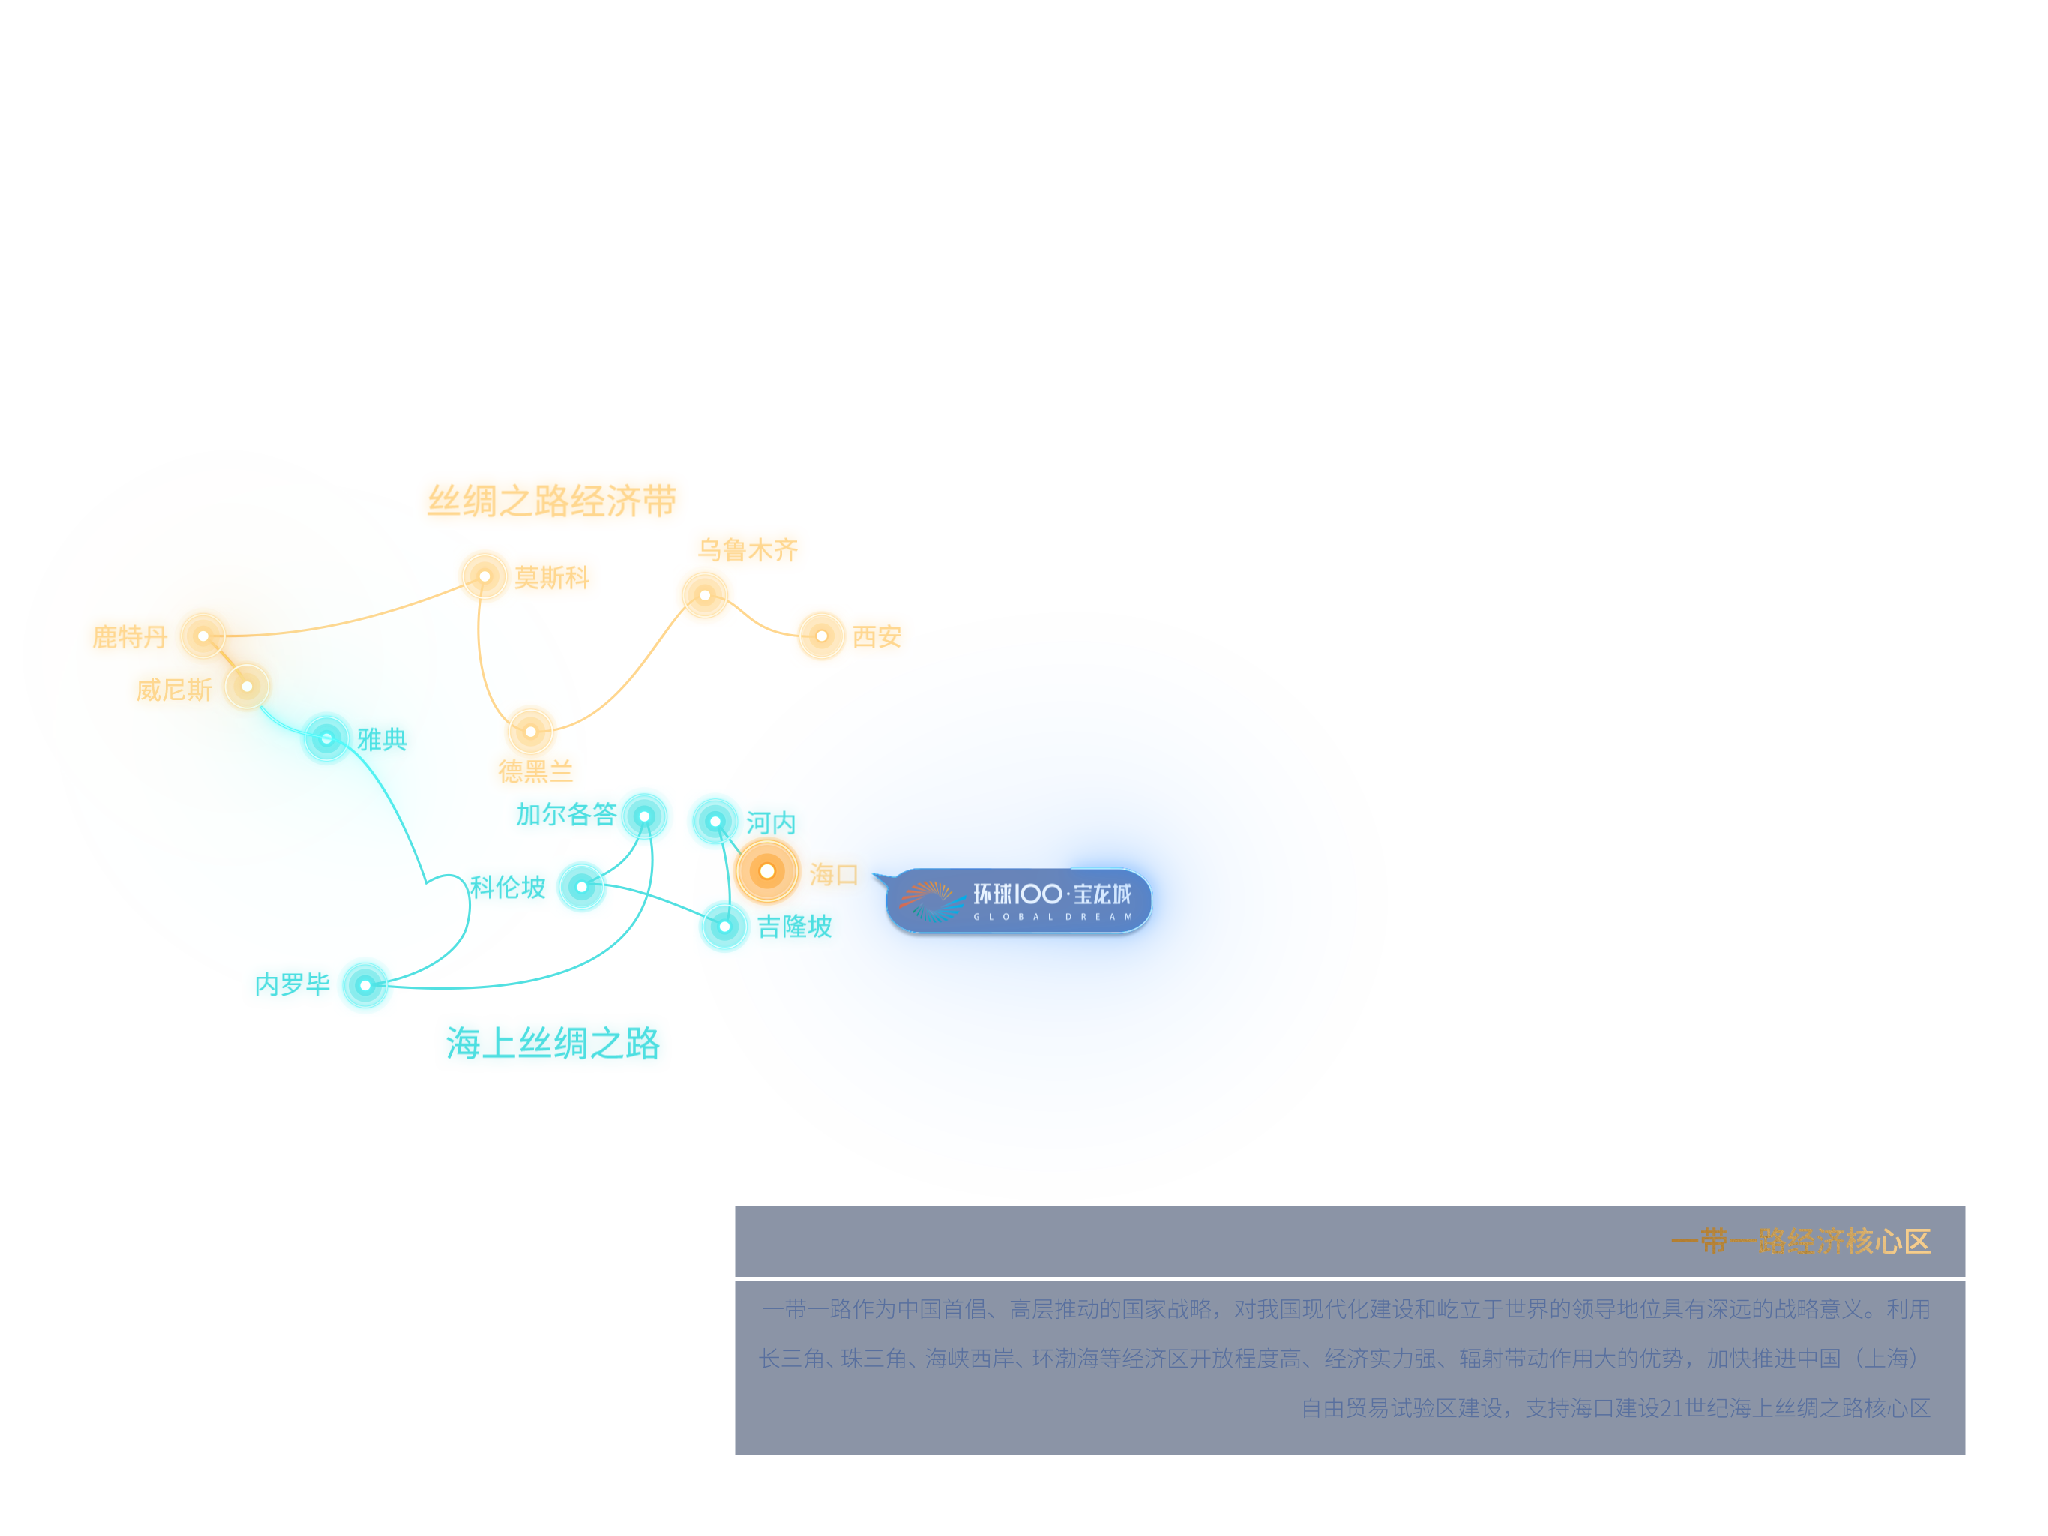 丝绸之路经济带
乌鲁木齐
莫斯科
鹿特丹
西安
威尼斯
雅典
德黑兰
加尔各答
河内
海口
科伦坡
环球100·宝龙城
GLOBAL DREAM
吉隆坡
内罗毕
海上丝绸之路
一带一路经济核心区
一带一路作为中国首倡、高层推动的国家战略，对我国现代化建设和屹立于世界的领导地位具有深远的战略意义。利用
长三角、珠三角、海峡西岸、环渤海等经济区开放程度高、经济实力强、辐射带动作用大的优势，加快推进中国（上海）
自由贸易试验区建设，支持海口建设21世纪海上丝绸之路核心区